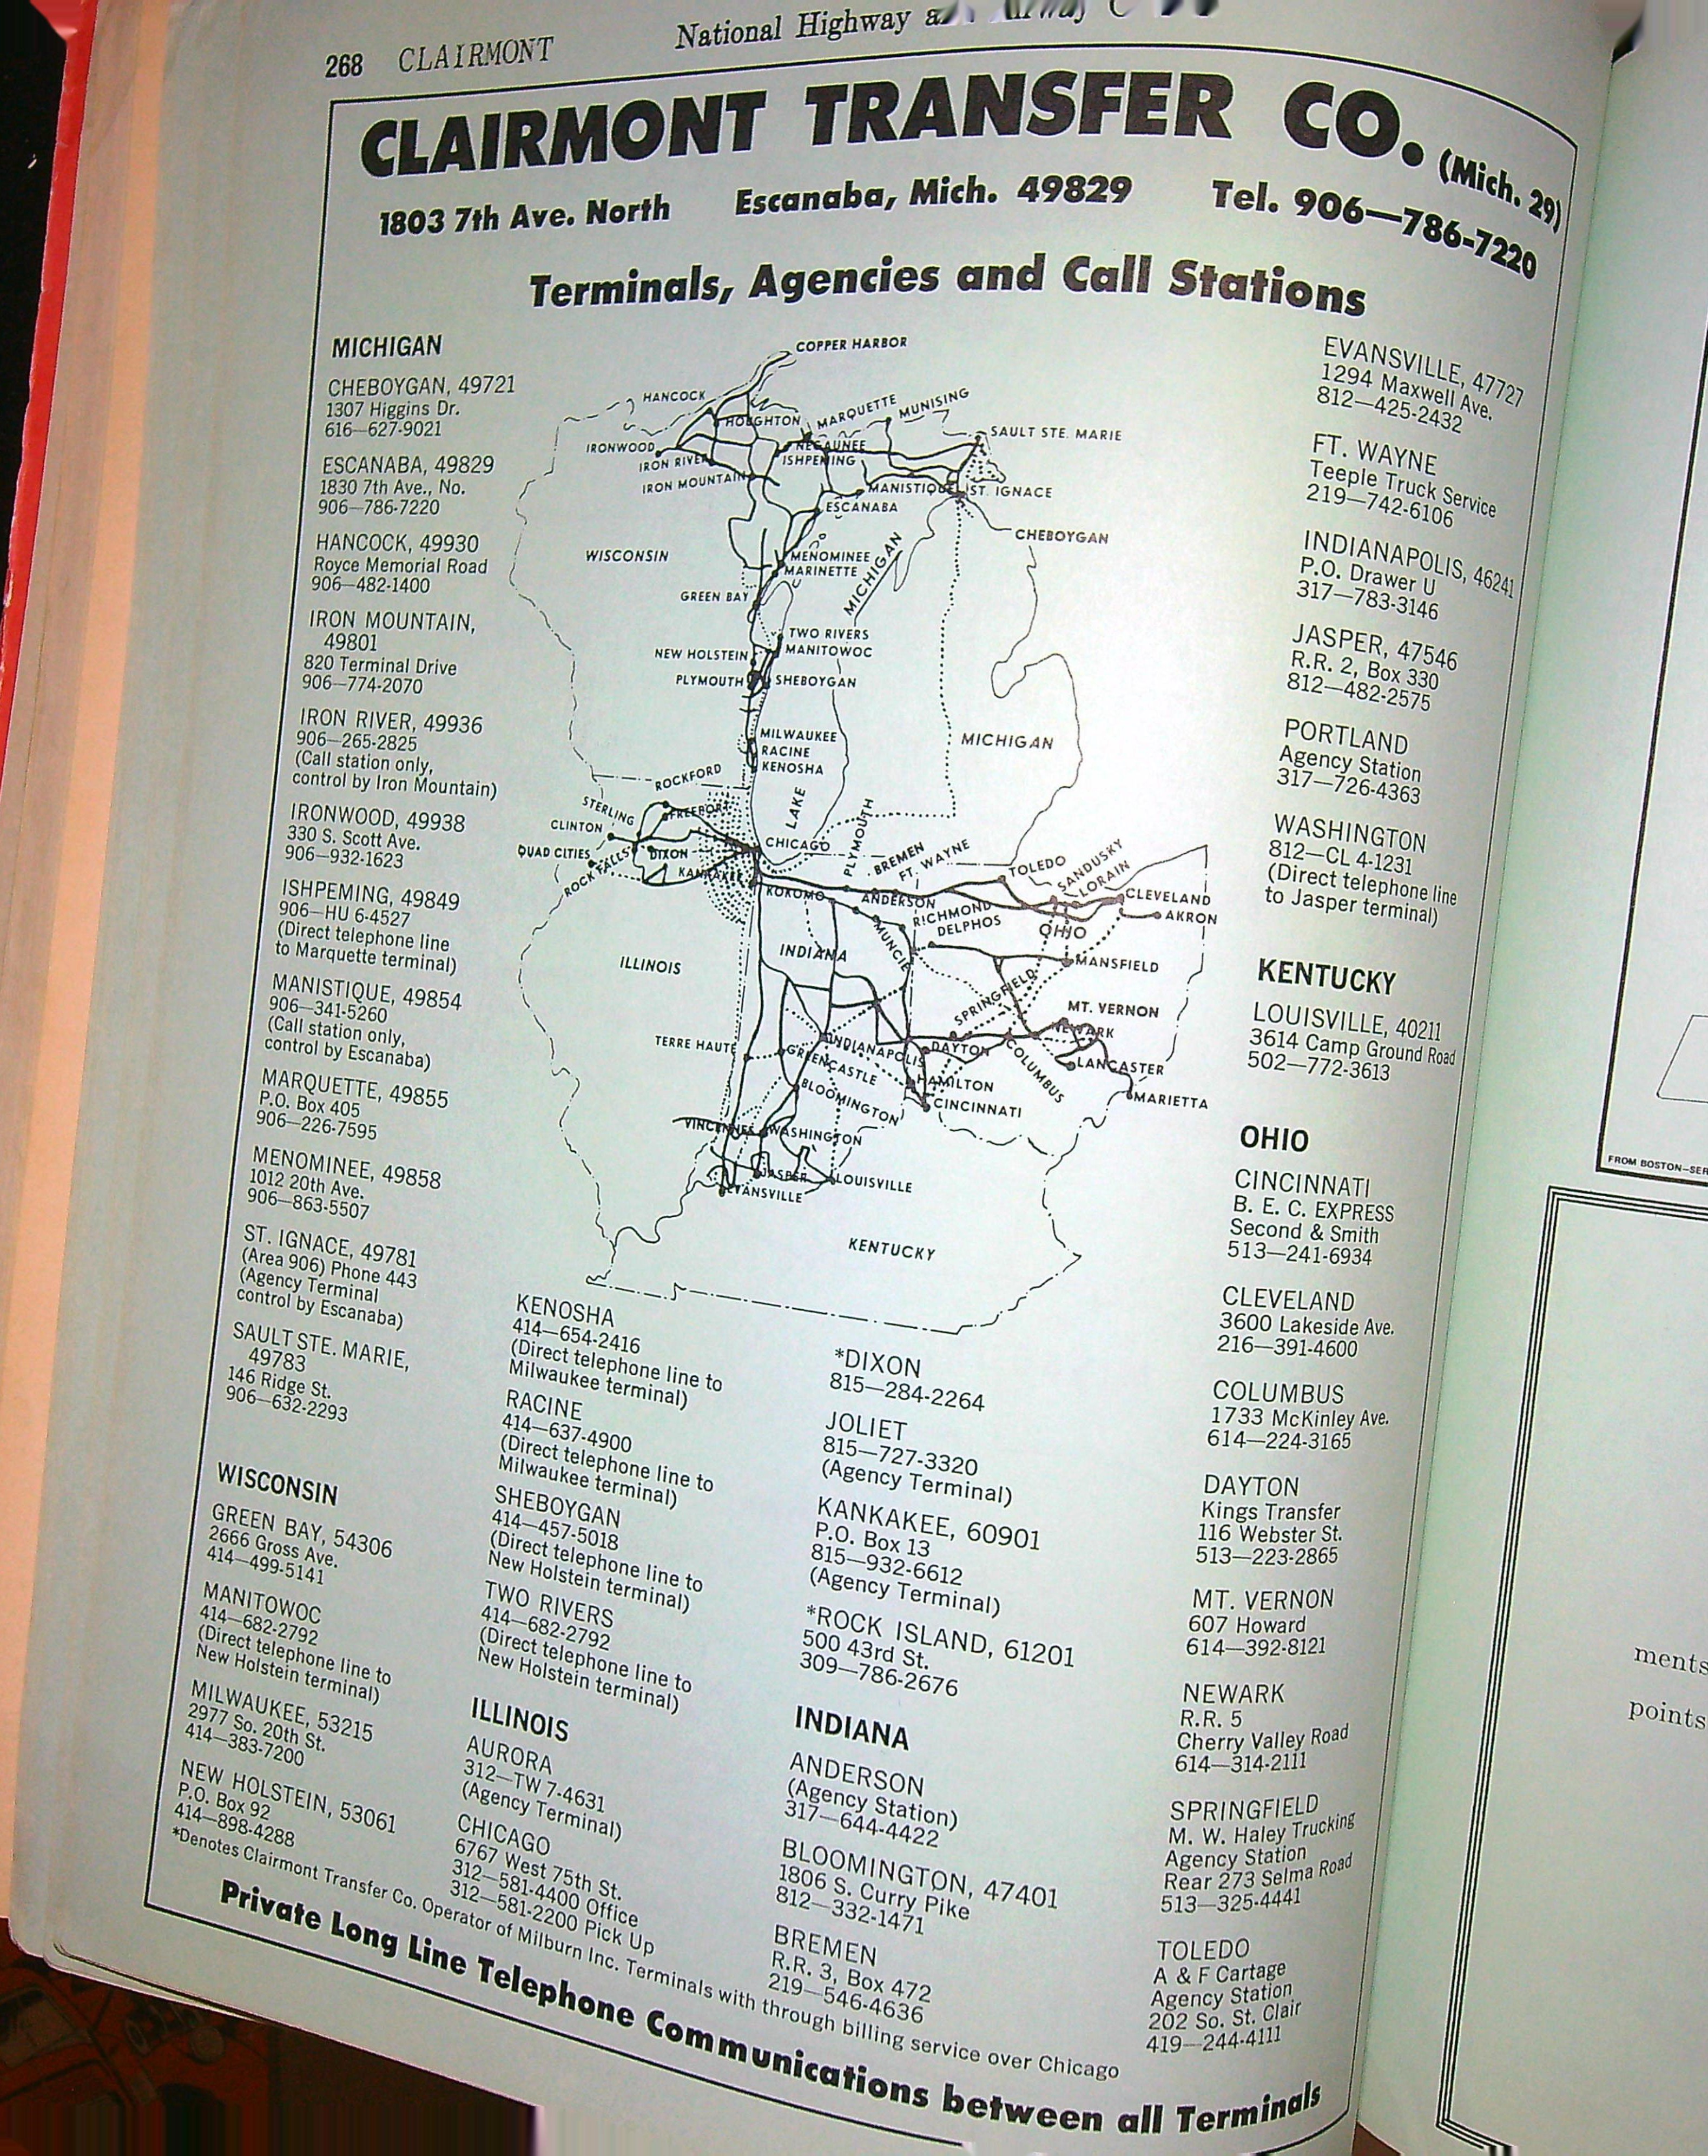 268 CLAIRMONT
National Highway
CLAIRMONT TRANSFER CO. (Mich. 29)
1803 7th Ave. North Escanaba, Mich. 49829 Tel. 906—786-7220
Terminals, Agencies and Call Stations
MICHIGAN
CHEBOYGAN, 49721
1307 Higgins Dr.
616—627-9021
ESCANABA, 49829
1830 7th Ave., No.
906—786-7220
HANCOCK, 49930
Royce Memorial Road
906—482-1400
IRON MOUNTAIN,
49801
820 Terminal Drive
906—774-2070
IRON RIVER, 49936
906—265-2825
(Call station only,
control by Iron Mountain)
IRONWOOD, 49938
330 S. Scott Ave.
906—932-1623
ISHPEMING, 49849
906—HU 6-4527
(Direct telephone line
to Marquette terminal)
MANISTIQUE, 49854
906—341-5260
(Call station only,
control by Escanaba)
MARQUETTE, 49855
P.O. Box 405
906—226-7595
MENOMINEE, 49858
1012 20th Ave.
906—863-5507
ST. IGNACE, 49781
(Area 906) Phone 443
(Agency Terminal
control by Escanaba)
SAULT STE. MARIE,
49783
146 Ridge St.
906—632-2293
WISCONSIN
GREEN BAY, 54306
2666 Gross Ave.
414—499-5141
MANITOWOC
414—682-2792
(Direct telephone line to
New Holstein terminal)
MILWAUKEE, 53215
2977 So. 20th St.
414—383-7200
NEW HOLSTEIN, 53061
P.O. Box 92
414—898-4288
COPPER HARBOR
HANCOCK
HOUGHTON
MARQUETTE
MUNISING
SAULT STE. MARIE
IRONWOOD
NEGAUNEE
IRON RIVER
ISHPEMING
IRON MOUNTAIN
MANISTIQUE
ST. IGNACE
ESCANABA
CHEBOYGAN
WISCONSIN
MENOMINEE
MARINETTE
MICHIGAN
GREEN BAY
TWO RIVERS
NEW HOLSTEIN
MANITOWOC
PLYMOUTH
SHEBOYGAN
MILWAUKEE
RACINE
KENOSHA
MICHIGAN
ROCKFORD
LAKE
STERLING
FREEPORT
CLINTON
CHICAGO
PLYMOUTH
BREMEN
FT. WAYNE
TOLEDO
SANDUSKY
LORAIN
QUAD CITIES
DIXON
ROCK FALLS
KANKAKEE
KOKOMO
ANDERSON
CLEVELAND
RICHMOND
AKRON
DELPHOS
OHIO
MUNCIE
INDIANA
ILLINOIS
MANSFIELD
SPRINGFIELD
MT. VERNON
NEWARK
TERRE HAUTE
INDIANAPOLIS
DAYTON
COLUMBUS
GREENCASTLE
LANCASTER
HAMILTON
BLOOMINGTON
CINCINNATI
MARIETTA
VINCENNES
WASHINGTON
JASPER
LOUISVILLE
EVANSVILLE
KENTUCKY
KENOSHA
414—654-2416
(Direct telephone line to
Milwaukee terminal)
RACINE
414—637-4900
(Direct telephone line to
Milwaukee terminal)
SHEBOYGAN
414—457-5018
(Direct telephone line to
New Holstein terminal)
TWO RIVERS
414—682-2792
(Direct telephone line to
New Holstein terminal)
ILLINOIS
AURORA
312—TW 7-4631
(Agency Terminal)
CHICAGO
6767 West 75th St.
312—581-4400 Office
312—581-2200 Pick Up
*DIXON
815—284-2264
JOLIET
815—727-3320
(Agency Terminal)
KANKAKEE, 60901
P.O. Box 13
815—932-6612
(Agency Terminal)
*ROCK ISLAND, 61201
500 43rd St.
309—786-2676
INDIANA
ANDERSON
(Agency Station)
317—644-4422
BLOOMINGTON, 47401
1806 S. Curry Pike
812—332-1471
BREMEN
R.R. 3, Box 472
219—546-4636
EVANSVILLE, 47727
1294 Maxwell Ave.
812—425-2432
FT. WAYNE
Teeple Truck Service
219—742-6106
INDIANAPOLIS, 46241
P.O. Drawer U
317—783-3146
JASPER, 47546
R.R. 2, Box 330
812—482-2575
PORTLAND
Agency Station
317—726-4363
WASHINGTON
812—CL 4-1231
(Direct telephone line
to Jasper terminal)
KENTUCKY
LOUISVILLE, 40211
3614 Camp Ground Road
502—772-3613
OHIO
CINCINNATI
B. E. C. EXPRESS
Second & Smith
513—241-6934
CLEVELAND
3600 Lakeside Ave.
216—391-4600
COLUMBUS
1733 McKinley Ave.
614—224-3165
DAYTON
Kings Transfer
116 Webster St.
513—223-2865
MT. VERNON
607 Howard
614—392-8121
NEWARK
R.R. 5
Cherry Valley Road
614—314-2111
SPRINGFIELD
M. W. Haley Trucking
Agency Station
Rear 273 Selma Road
513—325-4441
TOLEDO
A & F Cartage
Agency Station
202 So. St. Clair
419—244-4111
*Denotes Clairmont Transfer Co. Operator of Milburn Inc. Terminals with through billing service over Chicago
Private Long Line Telephone Communications between all Terminals
FROM BOSTON—SER
ments
points